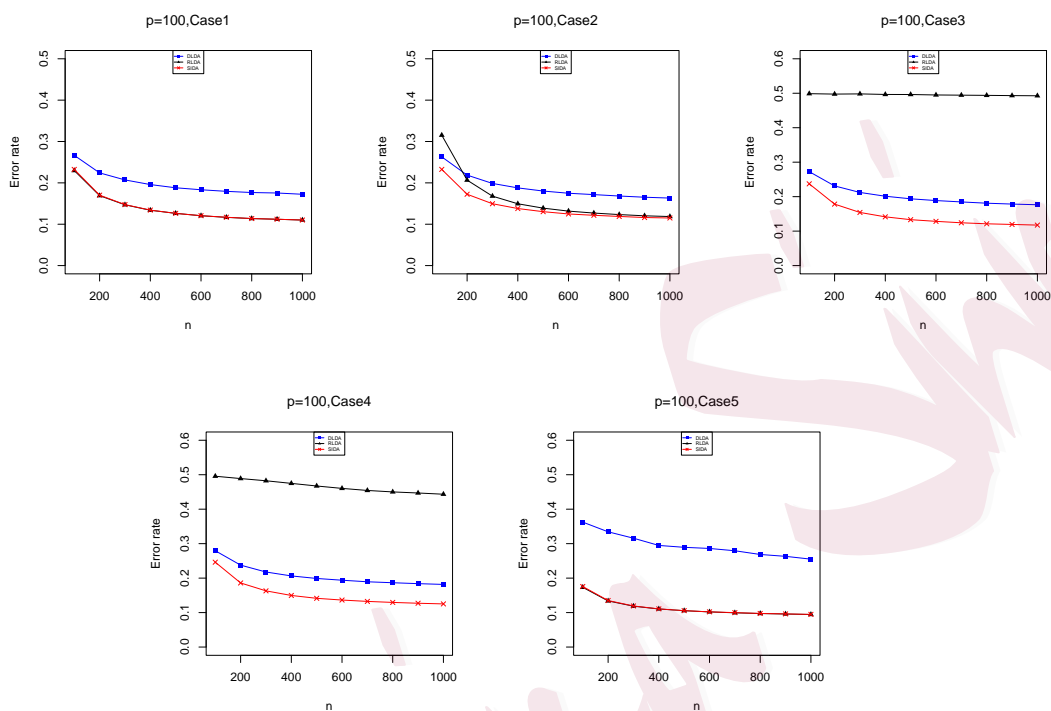 p=100,Case1
DLDA
RLDA
SIDA
Error rate
0.0 0.1 0.2 0.3 0.4 0.5
200 400 600 800 1000
n
p=100,Case2
DLDA
RLDA
SIDA
Error rate
0.0 0.1 0.2 0.3 0.4 0.5
200 400 600 800 1000
n
p=100,Case3
DLDA
RLDA
SIDA
Error rate
0.0 0.1 0.2 0.3 0.4 0.5 0.6
200 400 600 800 1000
n
p=100,Case4
DLDA
RLDA
SIDA
Error rate
0.0 0.1 0.2 0.3 0.4 0.5 0.6
200 400 600 800 1000
n
p=100,Case5
DLDA
RLDA
SIDA
Error rate
0.0 0.1 0.2 0.3 0.4 0.5 0.6
200 400 600 800 1000
n